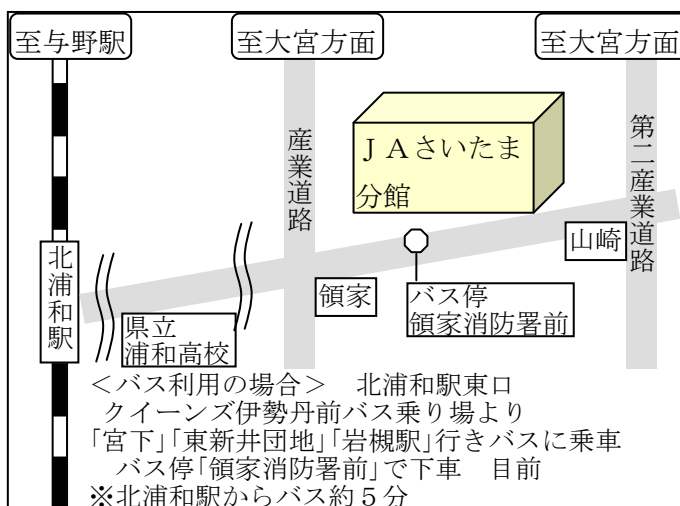 至与野駅
至大宮方面
至大宮方面
産業道路
ＪＡさいたま
分館
第二産業道路
山崎
北浦和駅
領家
バス停
領家消防署前
県立
浦和高校
＜バス利用の場合＞　北浦和駅東口
クイーンズ伊勢丹前バス乗り場より
「宮下」「東新井団地」「岩槻駅」行きバスに乗車
バス停「領家消防署前」で下車　目前
※北浦和駅からバス約５分